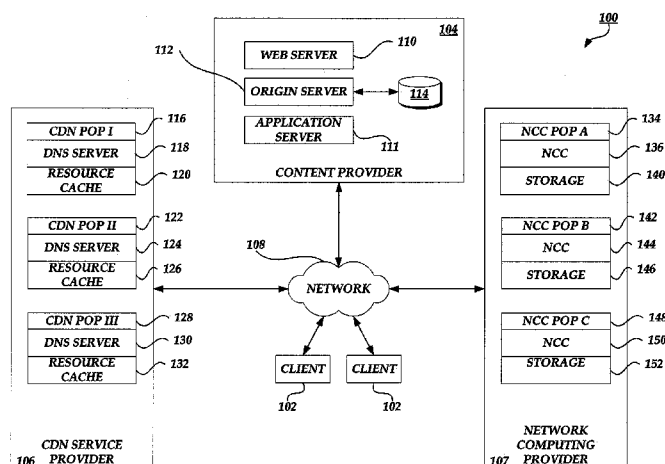 100
104
112
WEB SERVER
110
ORIGIN SERVER
114
APPLICATION
SERVER
111
CONTENT PROVIDER
CDN POP I
116
DNS SERVER
118
RESOURCE
CACHE
120
CDN POP II
122
DNS SERVER
124
RESOURCE
CACHE
126
CDN POP III
128
DNS SERVER
130
RESOURCE
CACHE
132
106
CDN SERVICE
PROVIDER
108
NETWORK
CLIENT
CLIENT
102
102
NCC POP A
134
NCC
136
STORAGE
140
NCC POP B
142
NCC
144
STORAGE
146
NCC POP C
148
NCC
150
STORAGE
152
NETWORK
COMPUTING
107
PROVIDER